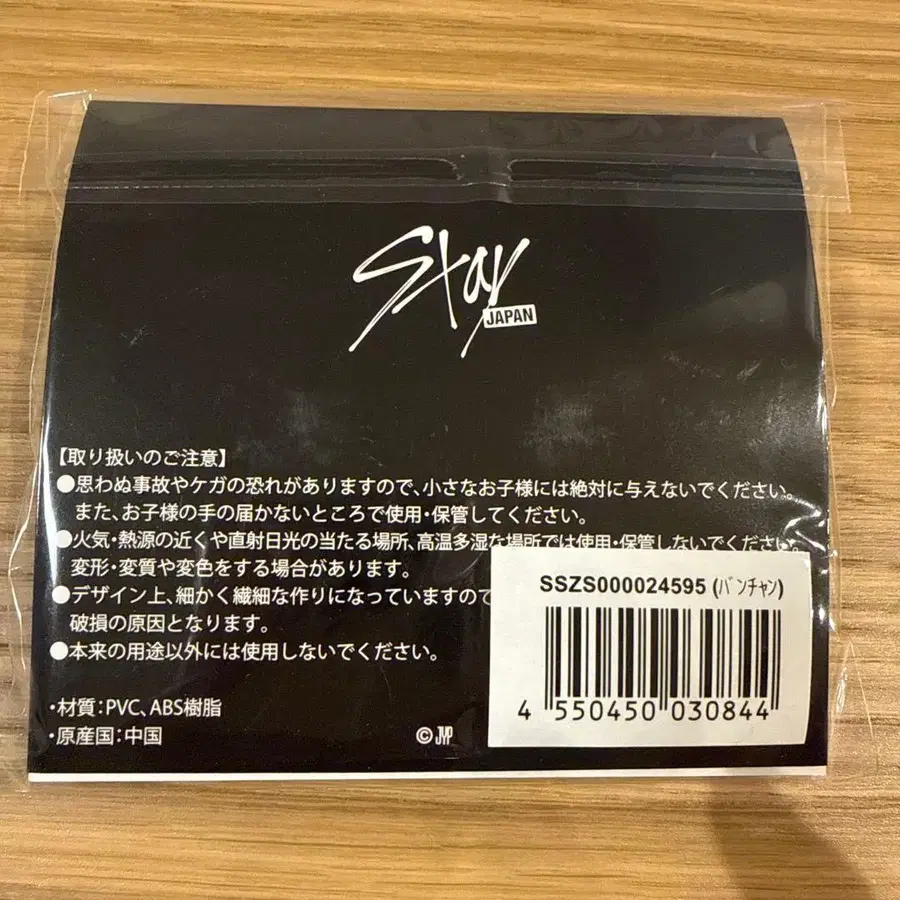 Stay
JAPAN
【取り扱いのご注意】
●思わぬ事故やケガの恐れがありますので、小さなお子様には絶対に与えないでください。
また、お子様の手の届かないところで使用・保管してください。
●火気・熱源の近くや直射日光の当たる場所、高温多湿な場所では使用・保管しないでください。
変形・変質や変色をする場合があります。
●デザイン上、細かく繊細な作りになっていますので
破損の原因となります。
●本来の用途以外には使用しないでください。
・材質：PVC、ABS樹脂
・原産国：中国
© JYP
SSZS000024595 (ﾊﾞﾝﾁｬﾝ)
4 550450 030844